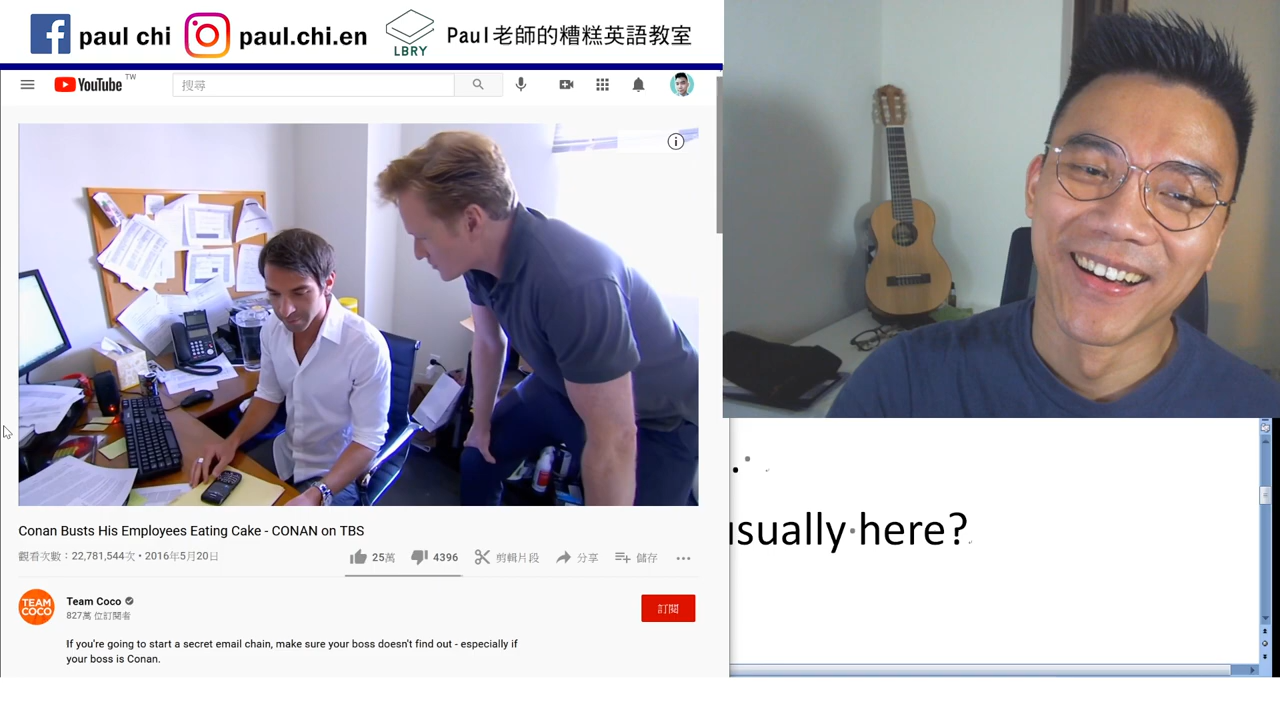 paul chi
paul.chi.en
LBRY
Paul老師的糟糕英語教室
YouTube TW
搜尋
Conan Busts His Employees Eating Cake - CONAN on TBS
觀看次數：22,781,544次 • 2016年5月20日
25萬
4396
剪輯片段
分享
儲存
TEAM
COCO
Team Coco
827萬 位訂閱者
訂閱
If you're going to start a secret email chain, make sure your boss doesn't find out - especially if
your boss is Conan.
usually here?